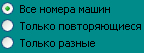 Все номера машин
Только повторяющиеся
Только разные